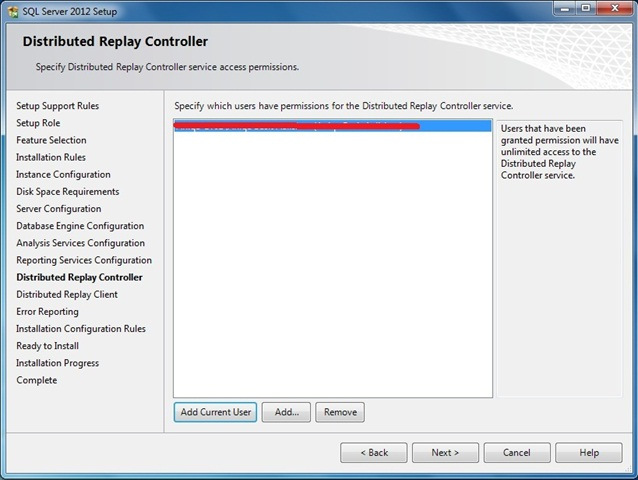 SQL Server 2012 Setup
Distributed Replay Controller
Specify Distributed Replay Controller service access permissions.
Setup Support Rules
Setup Role
Feature Selection
Installation Rules
Instance Configuration
Disk Space Requirements
Server Configuration
Database Engine Configuration
Analysis Services Configuration
Reporting Services Configuration
Distributed Replay Controller
Distributed Replay Client
Error Reporting
Installation Configuration Rules
Ready to Install
Installation Progress
Complete
Specify which users have permissions for the Distributed Replay Controller service.
Users that have been
granted permission will have
unlimited access to the
Distributed Replay
Controller service.
Add Current User
Add...
Remove
< Back
Next >
Cancel
Help